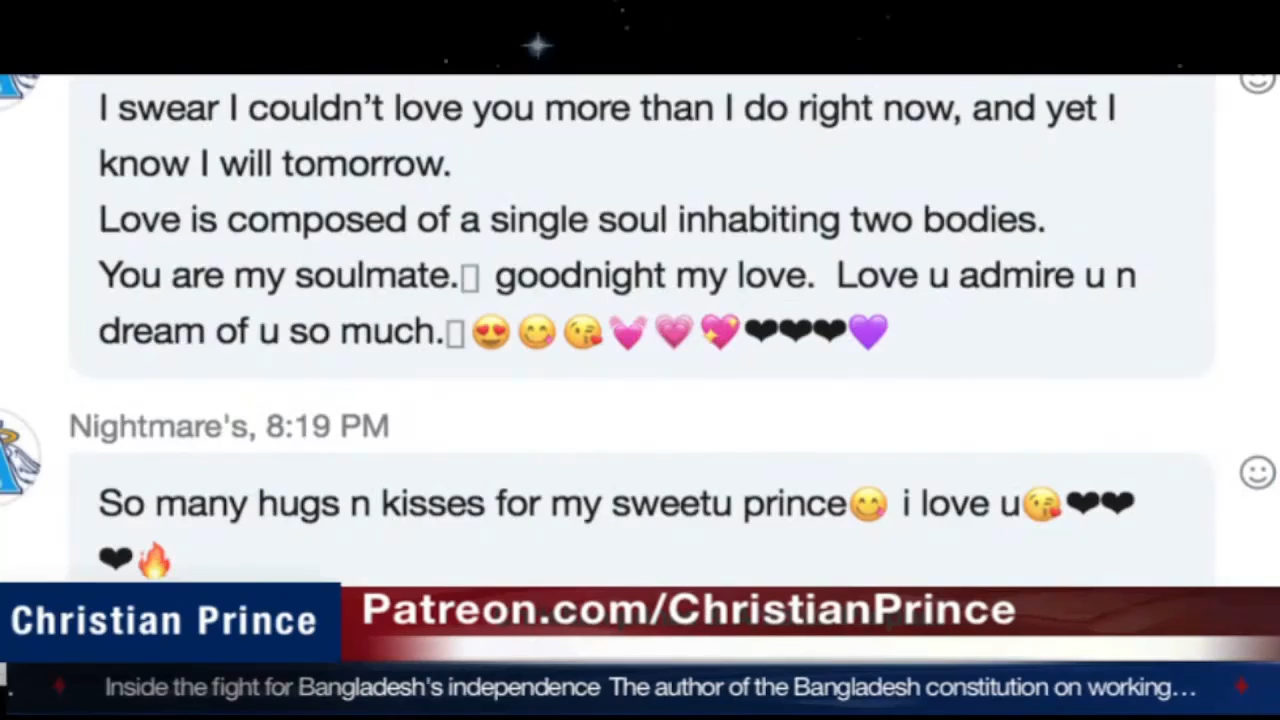 I swear I couldn’t love you more than I do right now, and yet I
know I will tomorrow.
Love is composed of a single soul inhabiting two bodies.
You are my soulmate. goodnight my love.  Love u admire u n
dream of u so much.😍😋😘💓💗💖❤❤❤💜
Nightmare's, 8:19 PM
So many hugs n kisses for my sweetu prince😋 i love u😘❤❤
❤🔥
Christian Prince
Patreon.com/ChristianPrince
Inside the fight for Bangladesh's independence The author of the Bangladesh constitution on working...